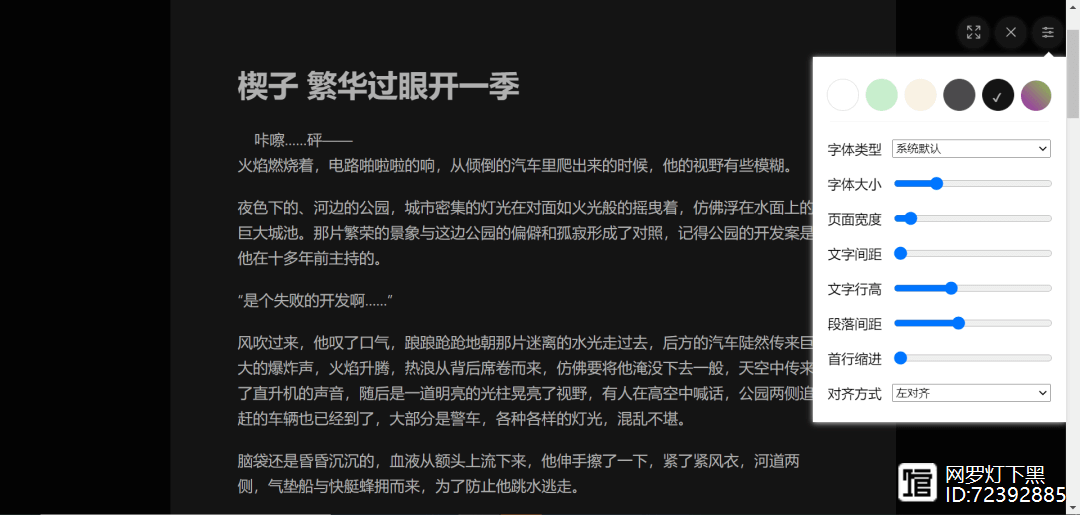 楔子 繁华过眼开一季
咔嚓……砰——
火焰燃烧着，电路啪啦啦的响，从倾倒的汽车里爬出来的时候，他的视野有些模糊。
夜色下的、河边的公园，城市密集的灯光在对面如火光般的摇曳着，仿佛浮在水面上的
巨大城池。那片繁荣的景象与这边公园的偏僻和孤寂形成了对照，记得公园的开发案是
他在十多年前主持的。
“是个失败的开发啊……”
风吹过来，他叹了口气，踉踉跄跄地朝那片迷离的水光走过去，后方的汽车陡然传来巨
大的爆炸声，火焰升腾，热浪从背后席卷而来，仿佛要将他淹没下去一般，天空中传来
了直升机的声音，随后是一道明亮的光柱晃亮了视野，有人在高空中喊话，公园两侧追
赶的车辆也已经到了，大部分是警车，各种各样的灯光，混乱不堪。
脑袋还是昏昏沉沉的，血液从额头上流下来，他伸手擦了一下，紧了紧风衣，河道两
侧，气垫船与快艇蜂拥而来，为了防止他跳水逃走。
字体类型 系统默认
字体大小
页面宽度
文字间距
文字行高
段落间距
首行缩进
对齐方式 左对齐
馆 网罗灯下黑
ID:72392885